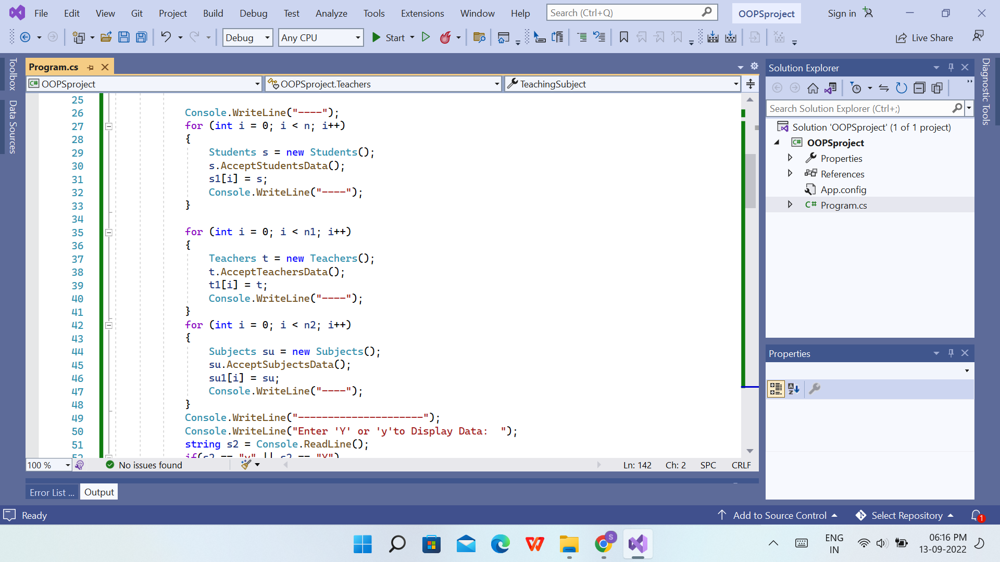 File Edit View Git Project Build Debug Test Analyze Tools Extensions Window Help Search (Ctrl+Q) OOPSproject Sign in
Debug Any CPU Start Live Share
Toolbox
Data Sources
Program.cs
OOPSproject OOPSproject.Teachers TeachingSubject
25
26 Console.WriteLine("----");
27 for (int i = 0; i < n; i++)
28 {
29 Students s = new Students();
30 s.AcceptStudentsData();
31 s1[i] = s;
32 Console.WriteLine("----");
33 }
34
35 for (int i = 0; i < n1; i++)
36 {
37 Teachers t = new Teachers();
38 t.AcceptTeachersData();
39 t1[i] = t;
40 Console.WriteLine("----");
41 }
42 for (int i = 0; i < n2; i++)
43 {
44 Subjects su = new Subjects();
45 su.AcceptSubjectsData();
46 su1[i] = su;
47 Console.WriteLine("----");
48 }
49 Console.WriteLine("---------------------");
50 Console.WriteLine("Enter 'Y' or 'y'to Display Data:  ");
51 string s2 = Console.ReadLine();
52 if(s2 == "y" || s2 == "Y")
100 % No issues found Ln: 142 Ch: 2 SPC CRLF
Error List ... Output
Solution Explorer
Search Solution Explorer (Ctrl+;)
Solution 'OOPSproject' (1 of 1 project)
C# OOPSproject
Properties
References
App.config
C# Program.cs
Properties
Diagnostic Tools
Ready Add to Source Control Select Repository 1
S
ENG
IN
06:16 PM
13-09-2022